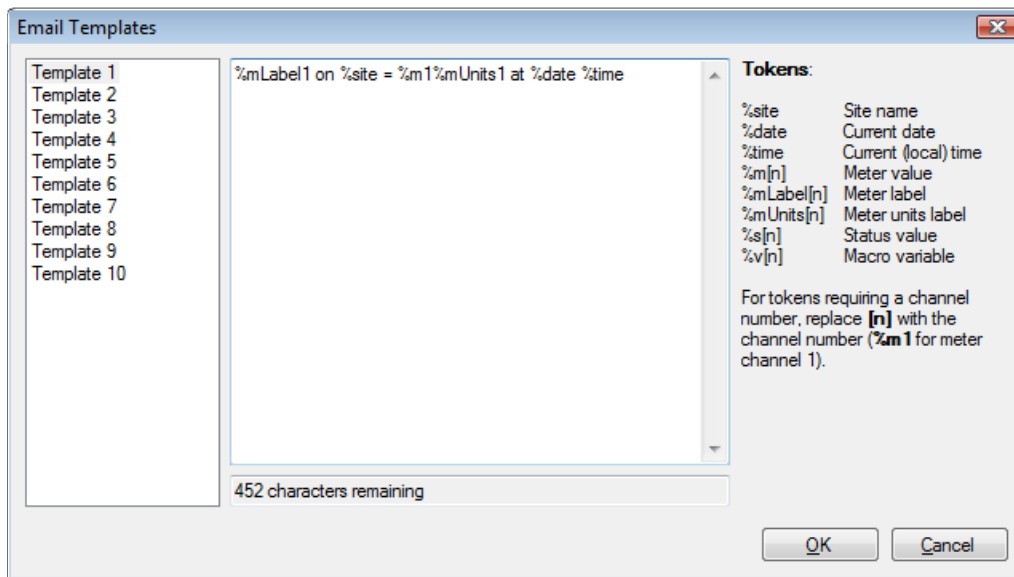 Email Templates
Template 1
Template 2
Template 3
Template 4
Template 5
Template 6
Template 7
Template 8
Template 9
Template 10
%mLabel1 on %site = %m1%mUnits1 at %date %time
452 characters remaining
Tokens:
%site Site name
%date Current date
%time Current (local) time
%m[n] Meter value
%mLabel[n] Meter label
%mUnits[n] Meter units label
%s[n] Status value
%v[n] Macro variable
For tokens requiring a channel
number, replace [n] with the
channel number (%m1 for meter
channel 1).
OK Cancel